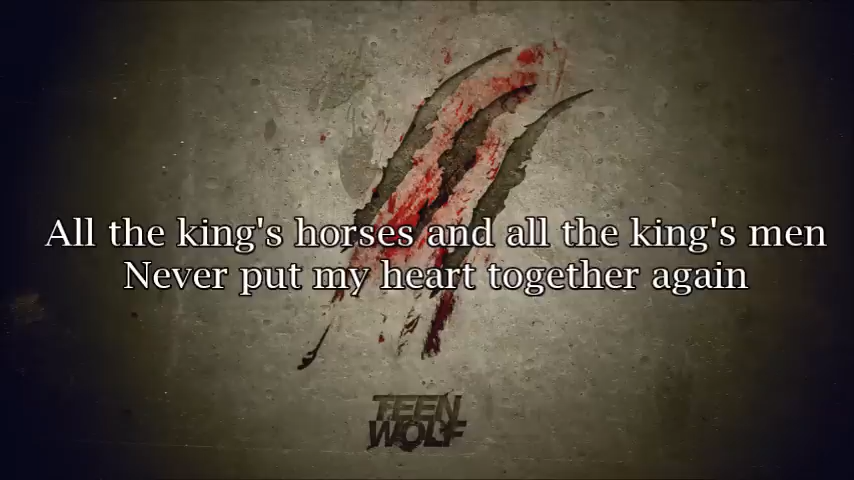 All the king's horses and all the king's men
Never put my heart together again
TEEN
WOLF